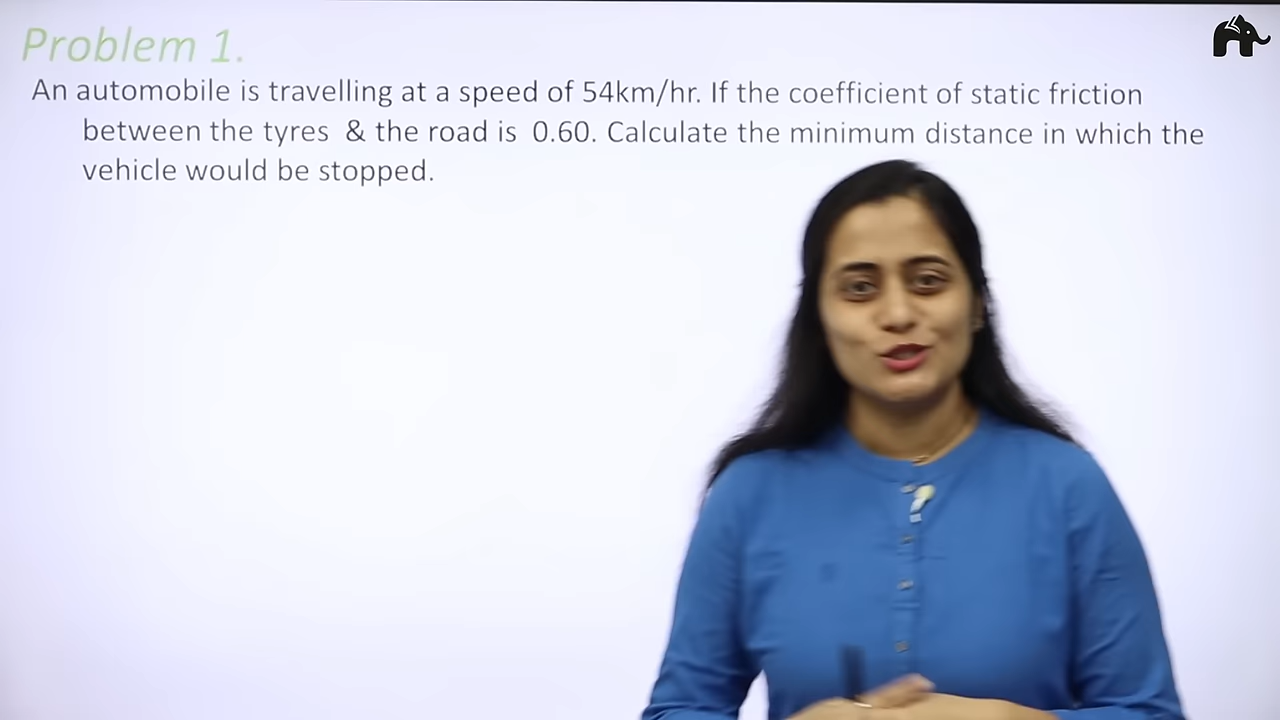 Problem 1.
An automobile is travelling at a speed of 54km/hr. If the coefficient of static friction
between the tyres & the road is 0.60. Calculate the minimum distance in which the
vehicle would be stopped.